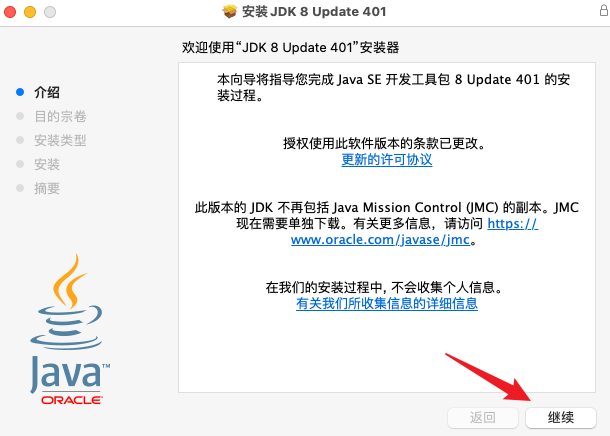 安装 JDK 8 Update 401
欢迎使用“JDK 8 Update 401”安装器
介绍
目的宗卷
安装类型
安装
摘要
本向导将指导您完成 Java SE 开发工具包 8 Update 401 的安
装过程。
授权使用此软件版本的条款已更改。
更新的许可协议
此版本的 JDK 不再包括 Java Mission Control (JMC) 的副本。JMC
现在需要单独下载。有关更多信息，请访问 https://
www.oracle.com/javase/jmc。
在我们的安装过程中, 不会收集个人信息。
有关我们所收集信息的详细信息
Java™
ORACLE®
返回
继续